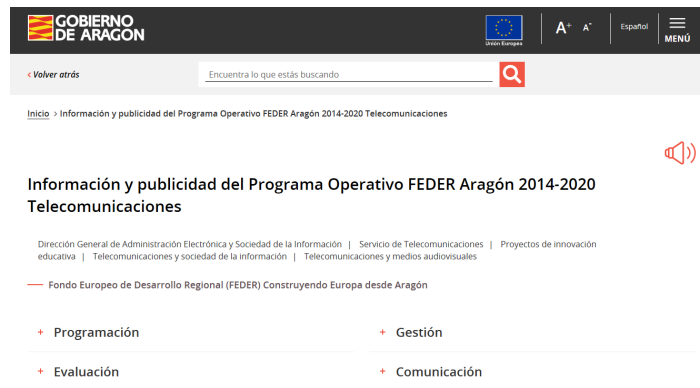 GOBIERNO
DE ARAGON
Unión Europea
A+ A-
Español
MENÚ
< Volver atrás
Encuentra lo que estás buscando
Inicio > Información y publicidad del Programa Operativo FEDER Aragón 2014-2020 Telecomunicaciones
Información y publicidad del Programa Operativo FEDER Aragón 2014-2020
Telecomunicaciones
Dirección General de Administración Electrónica y Sociedad de la Información | Servicio de Telecomunicaciones | Proyectos de innovación
educativa | Telecomunicaciones y sociedad de la información | Telecomunicaciones y medios audiovisuales
Fondo Europeo de Desarrollo Regional (FEDER) Construyendo Europa desde Aragón
+ Programación
+ Gestión
+ Evaluación
+ Comunicación